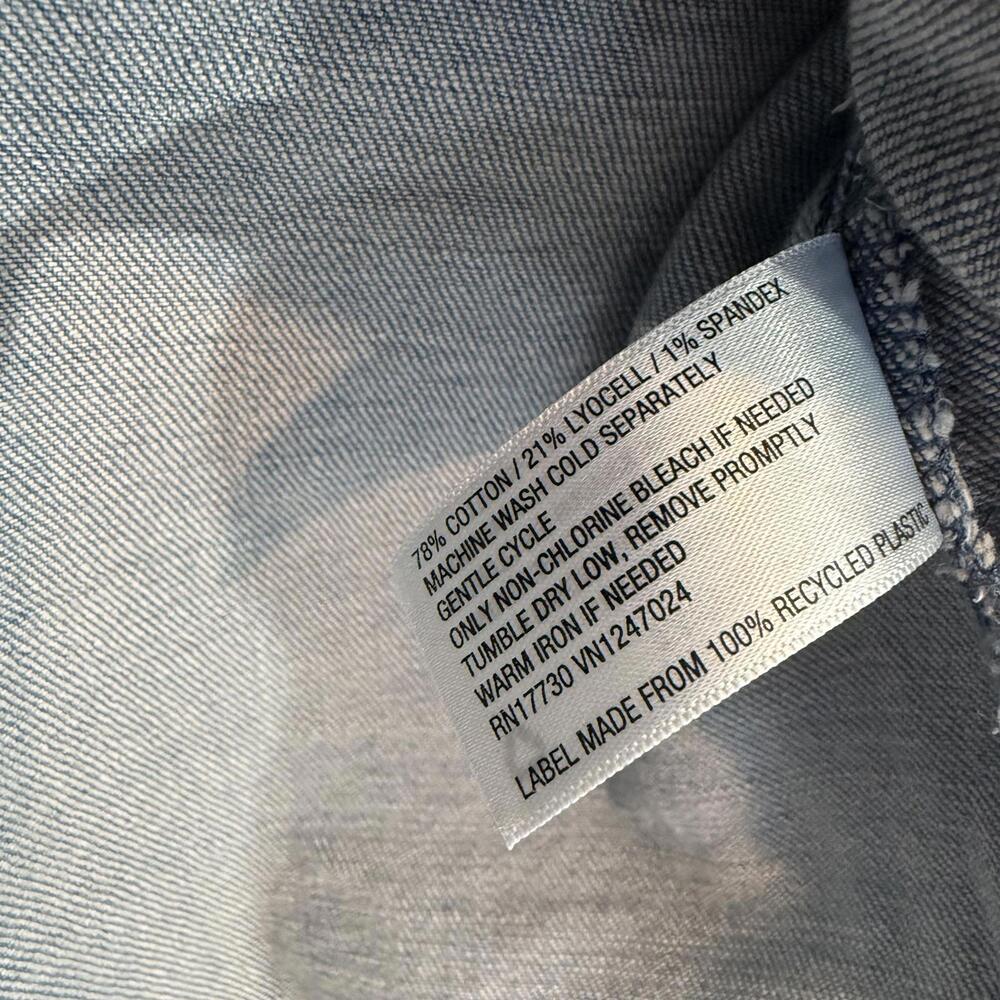 78% COTTON / 21% LYOCELL / 1% SPANDEX
MACHINE WASH COLD SEPARATELY
GENTLE CYCLE
ONLY NON-CHLORINE BLEACH IF NEEDED
TUMBLE DRY LOW, REMOVE PROMPTLY
WARM IRON IF NEEDED
RN17730 VN1247024
LABEL MADE FROM 100% RECYCLED PLASTIC